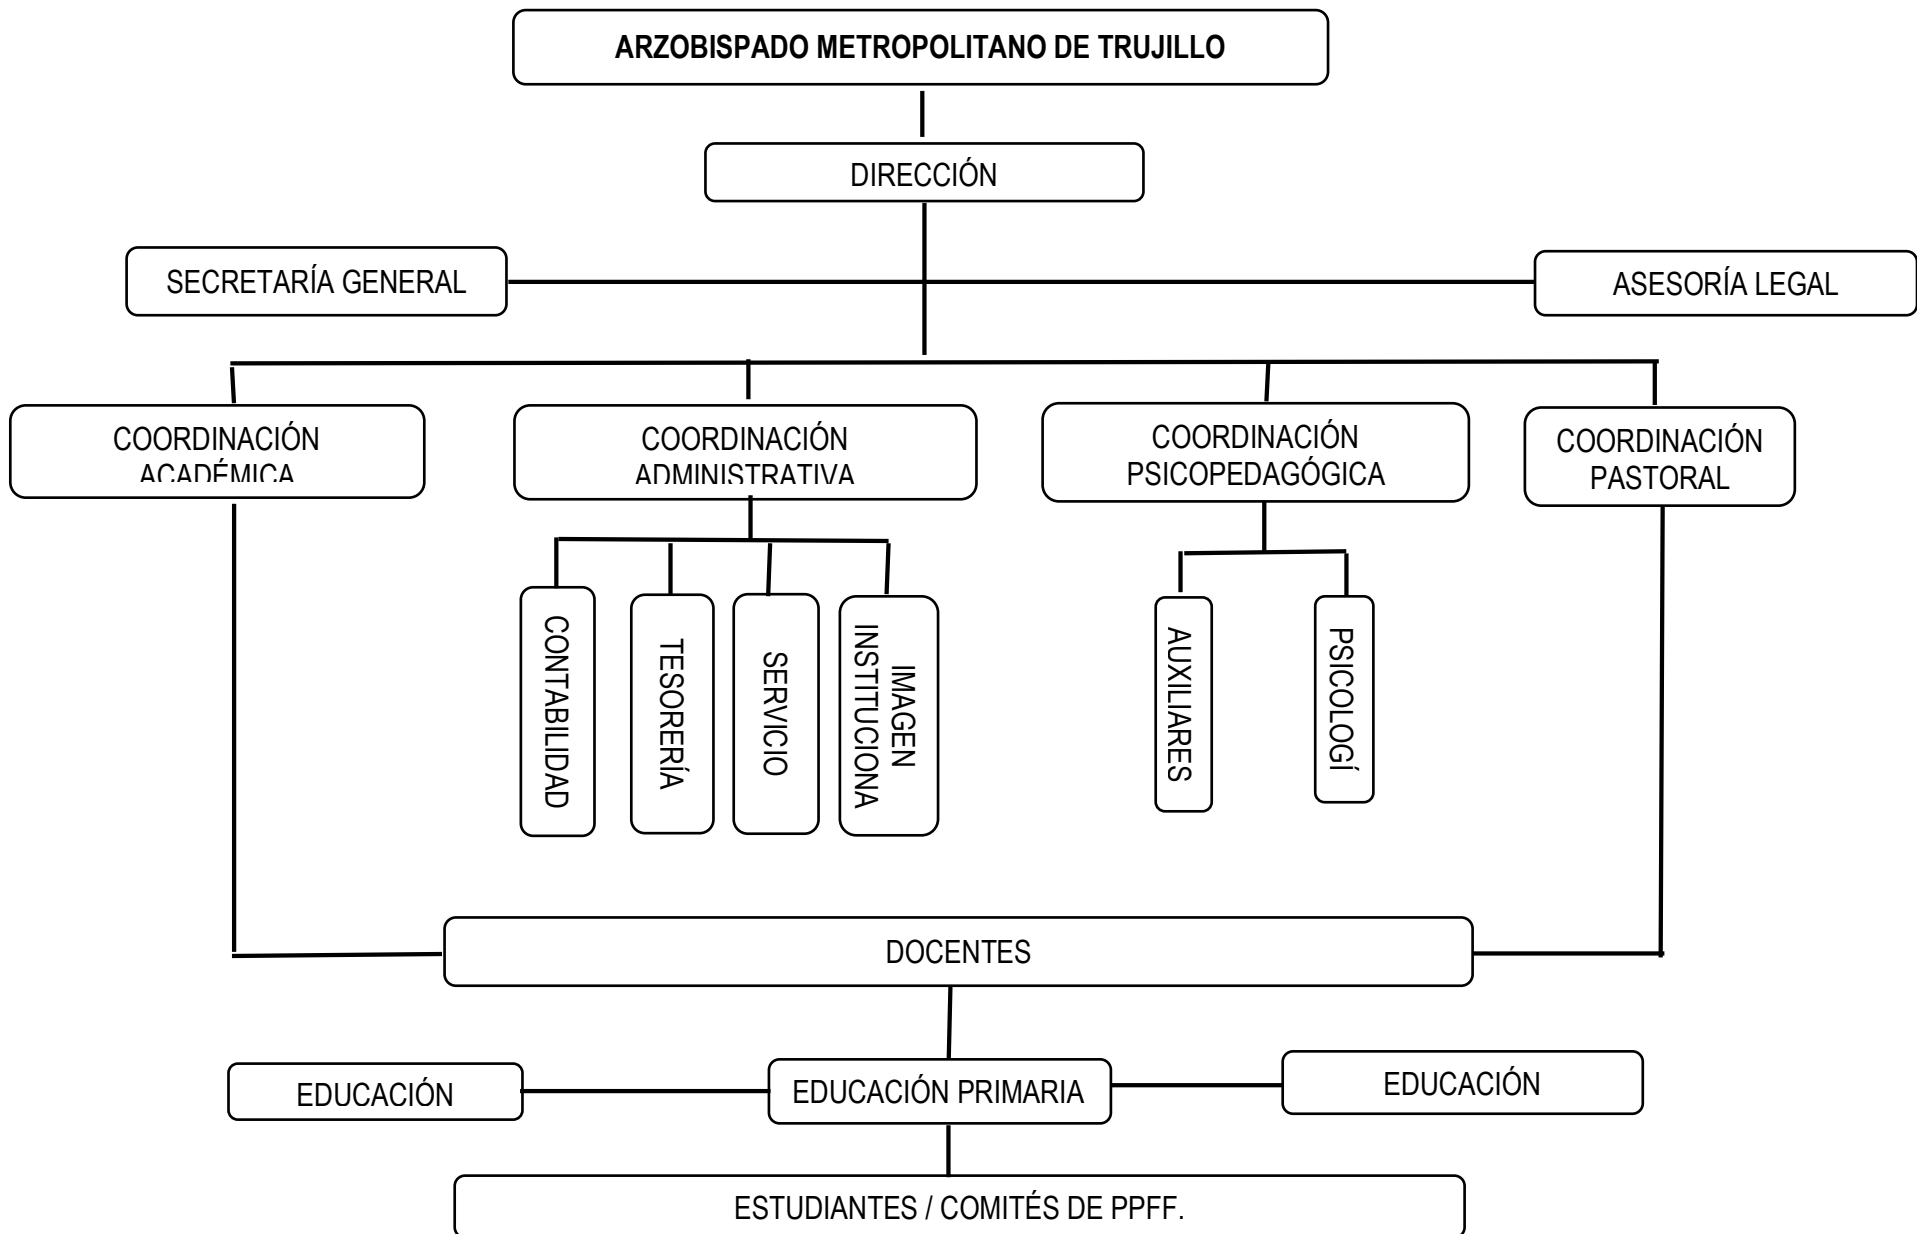 ARZOBISPADO METROPOLITANO DE TRUJILLO
DIRECCIÓN
SECRETARÍA GENERAL
ASESORÍA LEGAL
COORDINACIÓN
ACADÉMICA
COORDINACIÓN
ADMINISTRATIVA
COORDINACIÓN
PSICOPEDAGÓGICA
COORDINACIÓN
PASTORAL
CONTABILIDAD
TESORERÍA
SERVICIO
IMAGEN
INSTITUCIONA
AUXILIARES
PSICOLOGÍ
DOCENTES
EDUCACIÓN
EDUCACIÓN PRIMARIA
EDUCACIÓN
ESTUDIANTES / COMITÉS DE PPFF.